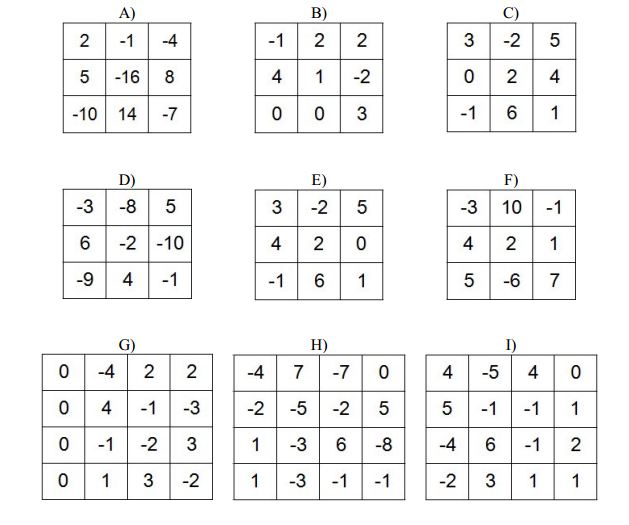 A) B) C)
2 -1 -4 -1 2 2 3 -2 5
5 -16 8 4 1 -2 0 2 4
-10 14 -7 0 0 3 -1 6 1
D) E) F)
-3 -8 5 3 -2 5 -3 10 -1
6 -2 -10 4 2 0 4 2 1
-9 4 -1 -1 6 1 5 -6 7
G) H) I)
0 -4 2 2 -4 7 -7 0 4 -5 4 0
0 4 -1 -3 -2 -5 -2 5 5 -1 -1 1
0 -1 -2 3 1 -3 6 -8 -4 6 -1 2
0 1 3 -2 1 -3 -1 -1 -2 3 1 1